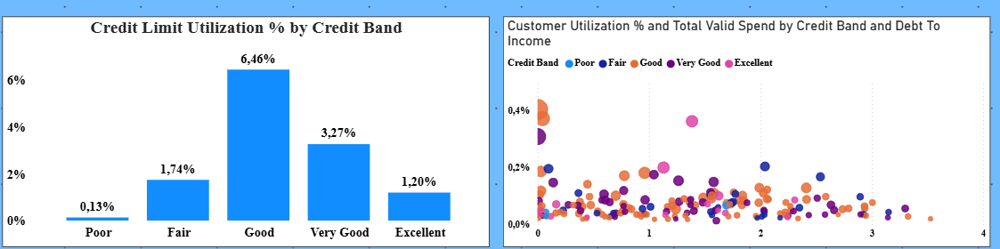 Credit Limit Utilization % by Credit Band
6%
4%
2%
0%
0,13%
1,74%
6,46%
3,27%
1,20%
Poor Fair Good Very Good Excellent
Customer Utilization % and Total Valid Spend by Credit Band and Debt To
Income
Credit Band Poor Fair Good Very Good Excellent
0,4%
0,2%
0,0%
0 1 2 3 4